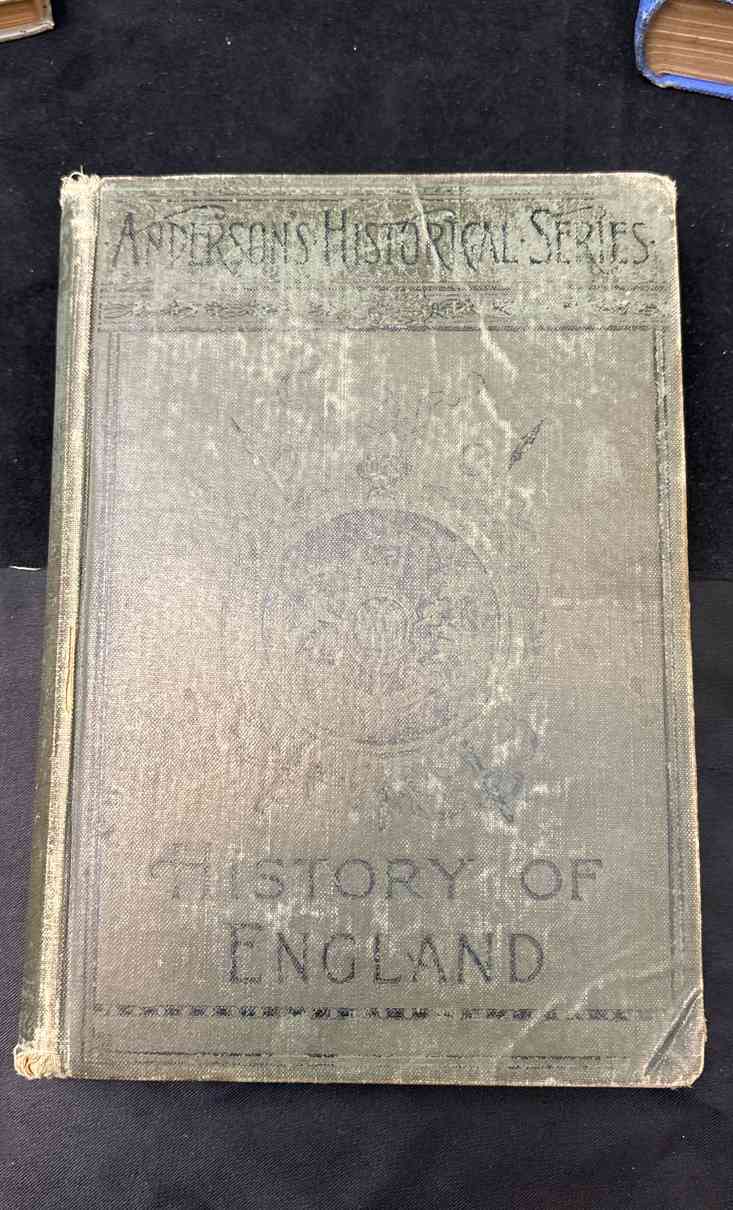 ANDERSON'S HISTORICAL SERIES.
HISTORY OF
ENGLAND